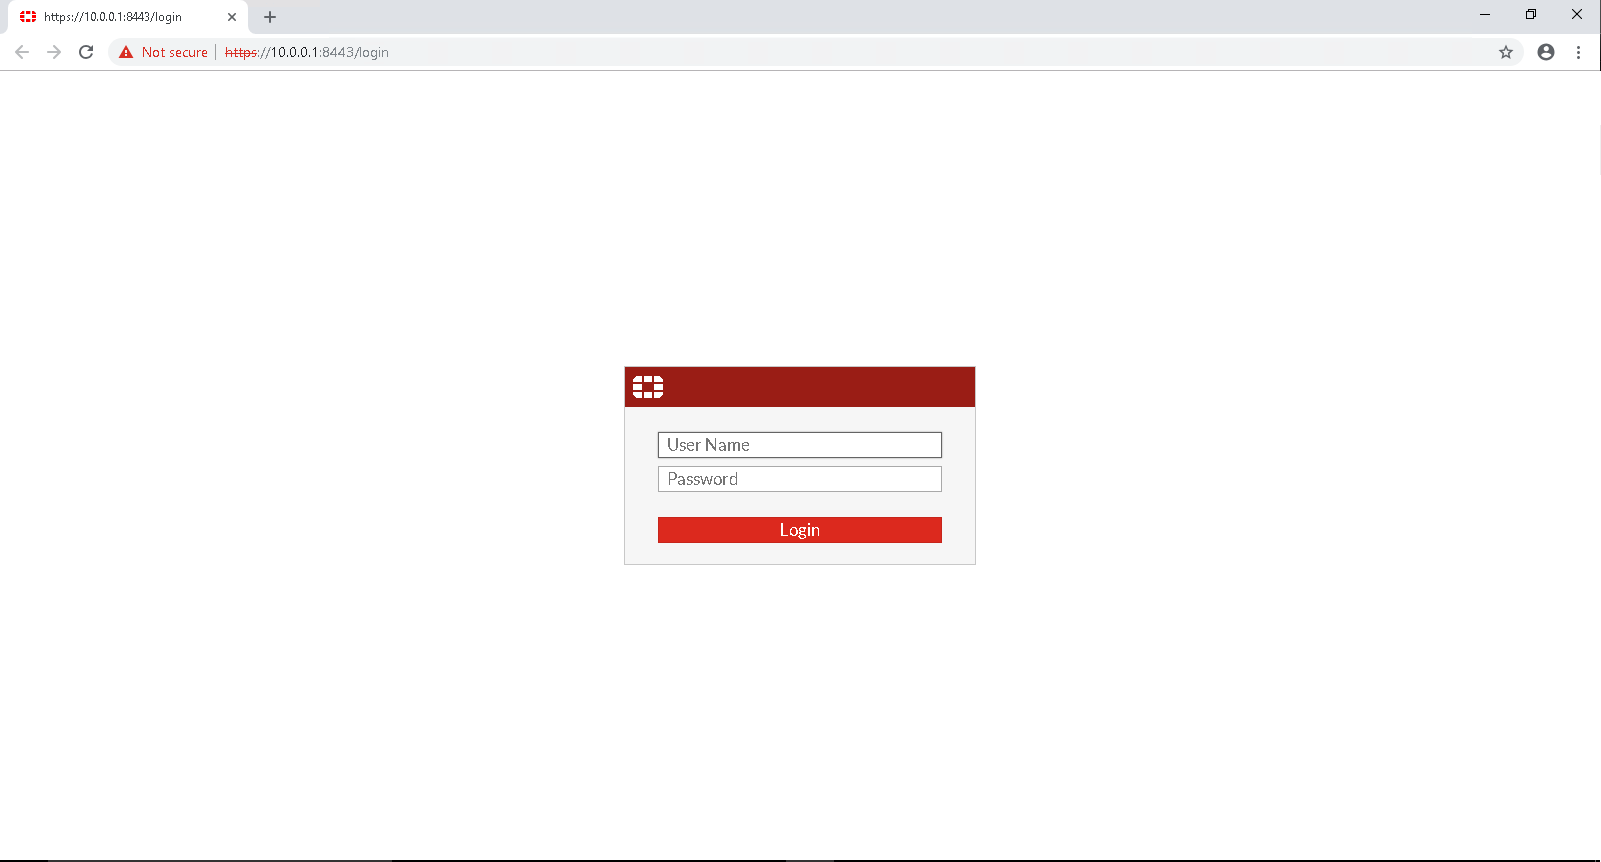 https://10.0.0.1:8443/login
Not secure | https://10.0.0.1:8443/login
User Name
Password
Login